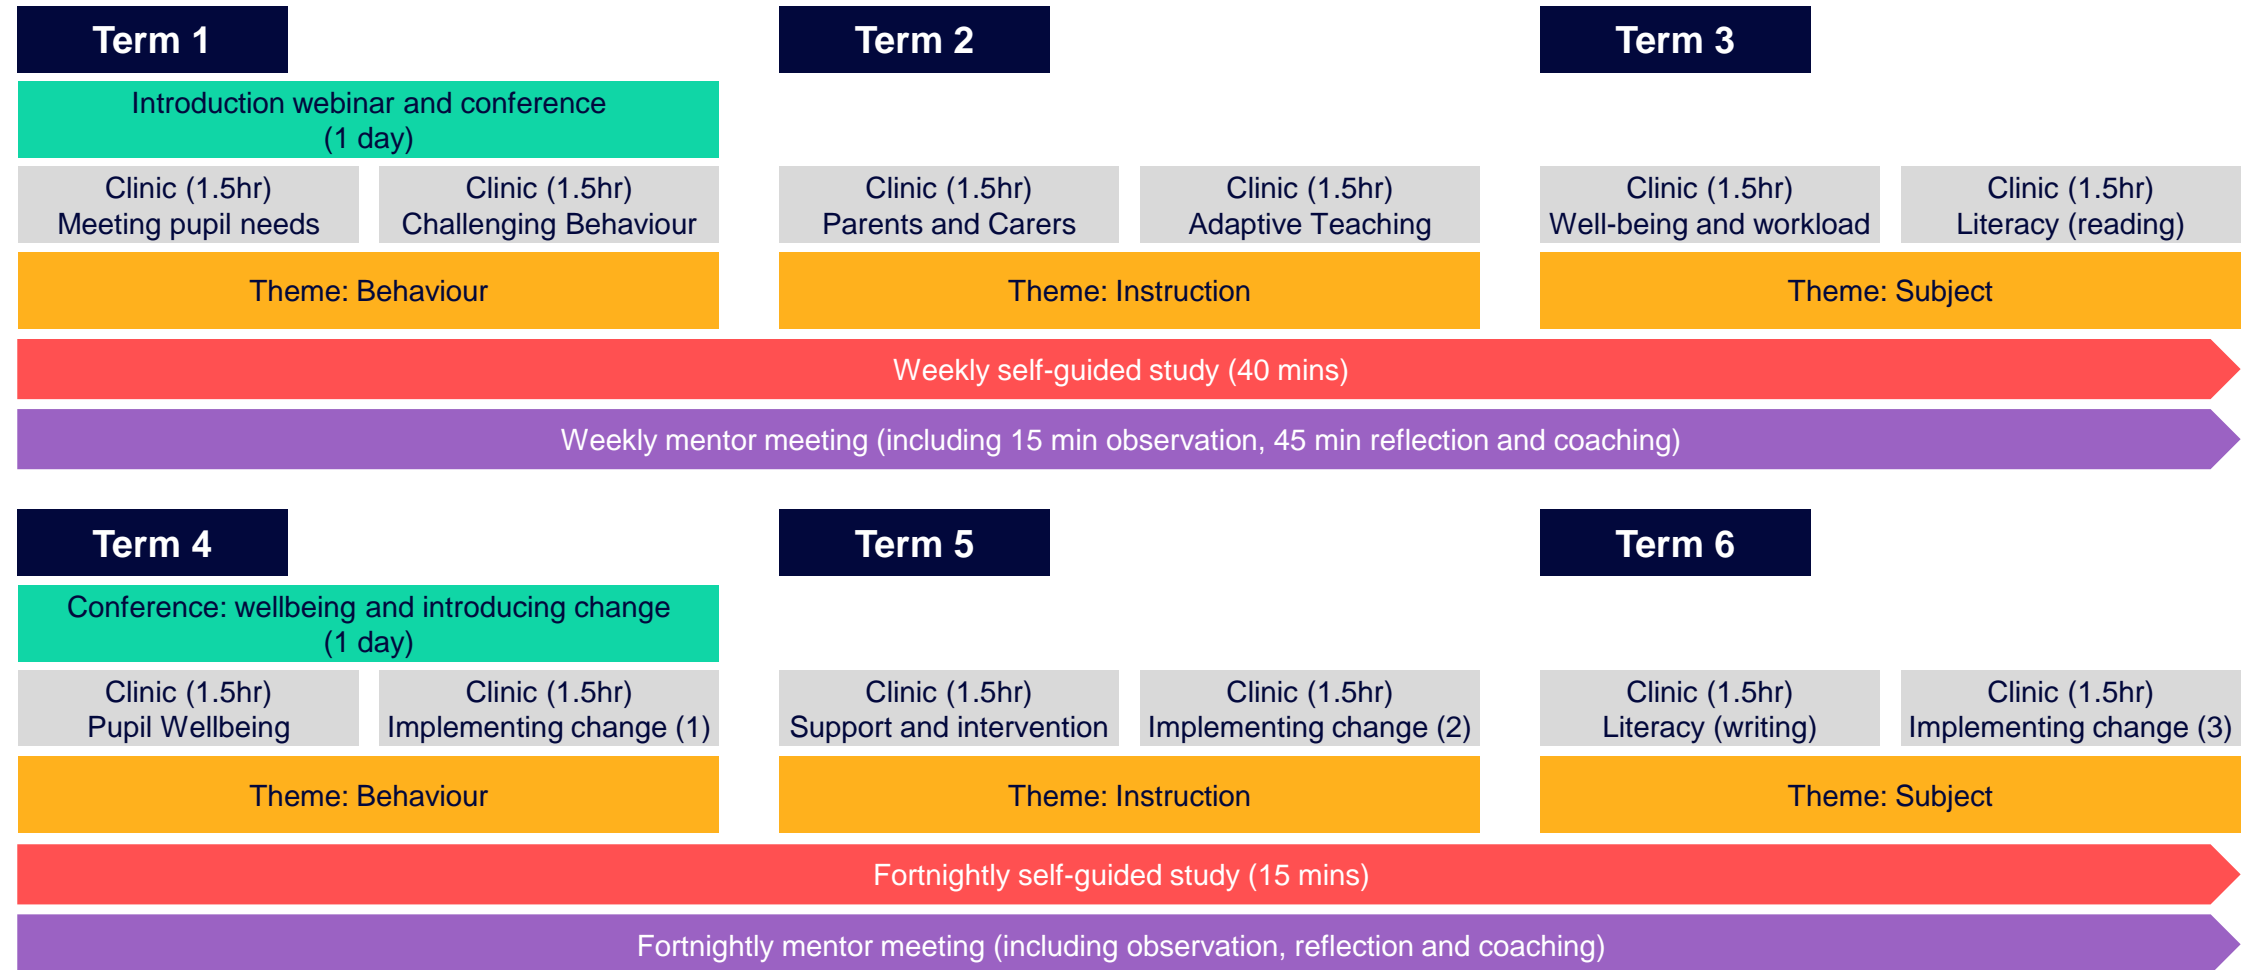 Term 1
Term 2
Term 3
Introduction webinar and conference
(1 day)
Clinic (1.5hr)
Meeting pupil needs
Clinic (1.5hr)
Challenging Behaviour
Clinic (1.5hr)
Parents and Carers
Clinic (1.5hr)
Adaptive Teaching
Clinic (1.5hr)
Well-being and workload
Clinic (1.5hr)
Literacy (reading)
Theme: Behaviour
Theme: Instruction
Theme: Subject
Weekly self-guided study (40 mins)
Weekly mentor meeting (including 15 min observation, 45 min reflection and coaching)
Term 4
Term 5
Term 6
Conference: wellbeing and introducing change
(1 day)
Clinic (1.5hr)
Pupil Wellbeing
Clinic (1.5hr)
Implementing change (1)
Clinic (1.5hr)
Support and intervention
Clinic (1.5hr)
Implementing change (2)
Clinic (1.5hr)
Literacy (writing)
Clinic (1.5hr)
Implementing change (3)
Theme: Behaviour
Theme: Instruction
Theme: Subject
Fortnightly self-guided study (15 mins)
Fortnightly mentor meeting (including observation, reflection and coaching)